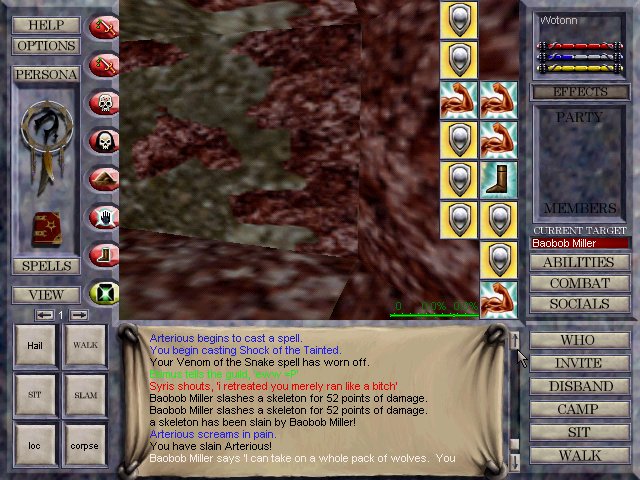 HELP
OPTIONS
PERSONA
SPELLS
VIEW
1
Hail
WALK
SIT
SLAM
loc
corpse
Arterious begins to cast a spell.
You begin casting Shock of the Tainted.
Your Venom of the Snake spell has worn off.
tells the guild, 'eww =P'
Syris shouts, 'i retreated you merely ran like a bitch'
Baobob Miller slashes a skeleton for 52 points of damage.
Baobob Miller slashes a skeleton for 52 points of damage.
a skeleton has been slain by Baobob Miller!
Arterious screams in pain.
You have slain Arterious!
Baobob Miller says 'I can take on a whole pack of wolves. You
Wotonn
EFFECTS
PARTY
MEMBERS
CURRENT TARGET
Baobob Miller
ABILITIES
COMBAT
SOCIALS
WHO
INVITE
DISBAND
CAMP
SIT
WALK